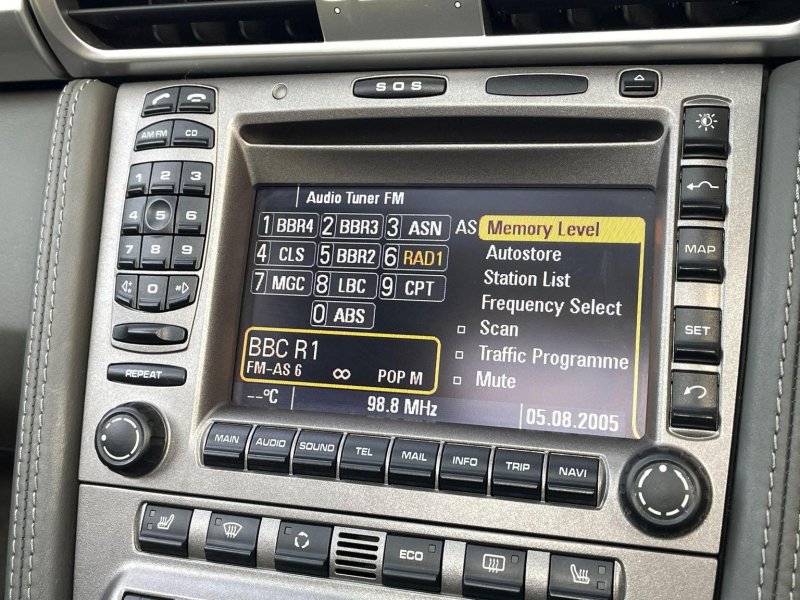 SOS
AM·FM CD
1 2 3
4 5 6
7 8 9
0
REPEAT
Audio Tuner FM
1 BBR4 2 BBR3 3 ASN AS
4 CLS 5 BBR2 6 RAD1
7 MGC 8 LBC 9 CPT
0 ABS
Memory Level
Autostore
Station List
Frequency Select
Scan
Traffic Programme
Mute
BBC R1
FM-AS 6 ∞ POP M
--°C 98.8 MHz 05.08.2005
MAP
SET
MAIN AUDIO SOUND TEL MAIL INFO TRIP NAVI
ECO